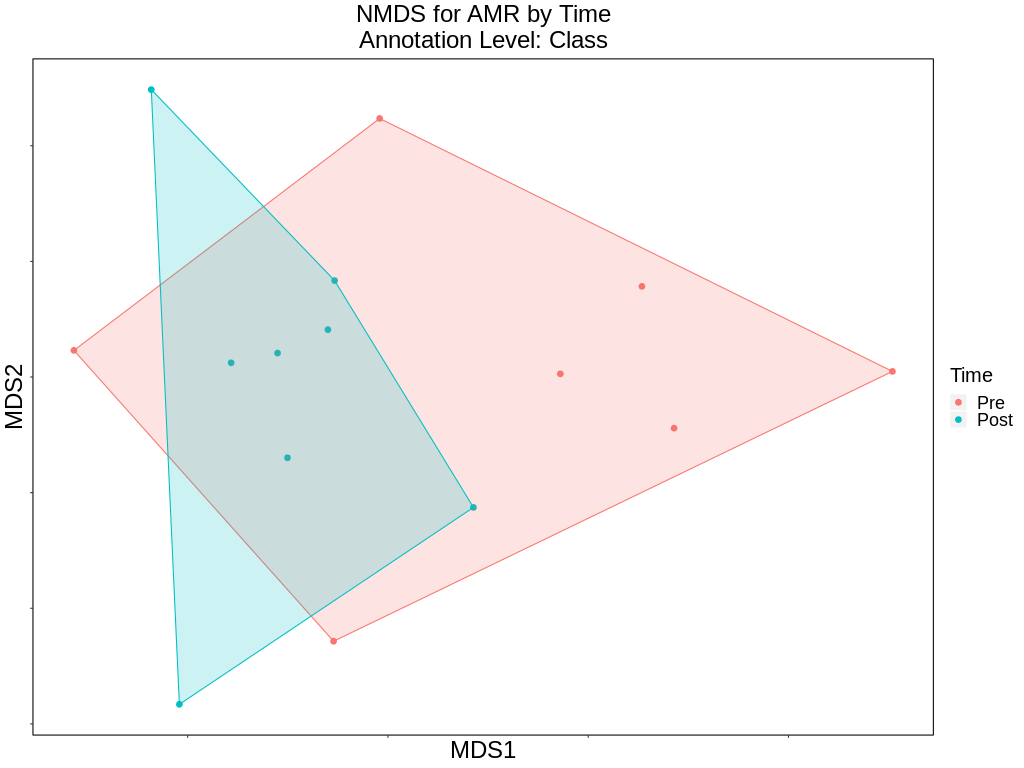 NMDS for AMR by Time
Annotation Level: Class
MDS2
MDS1
Time
Pre
Post